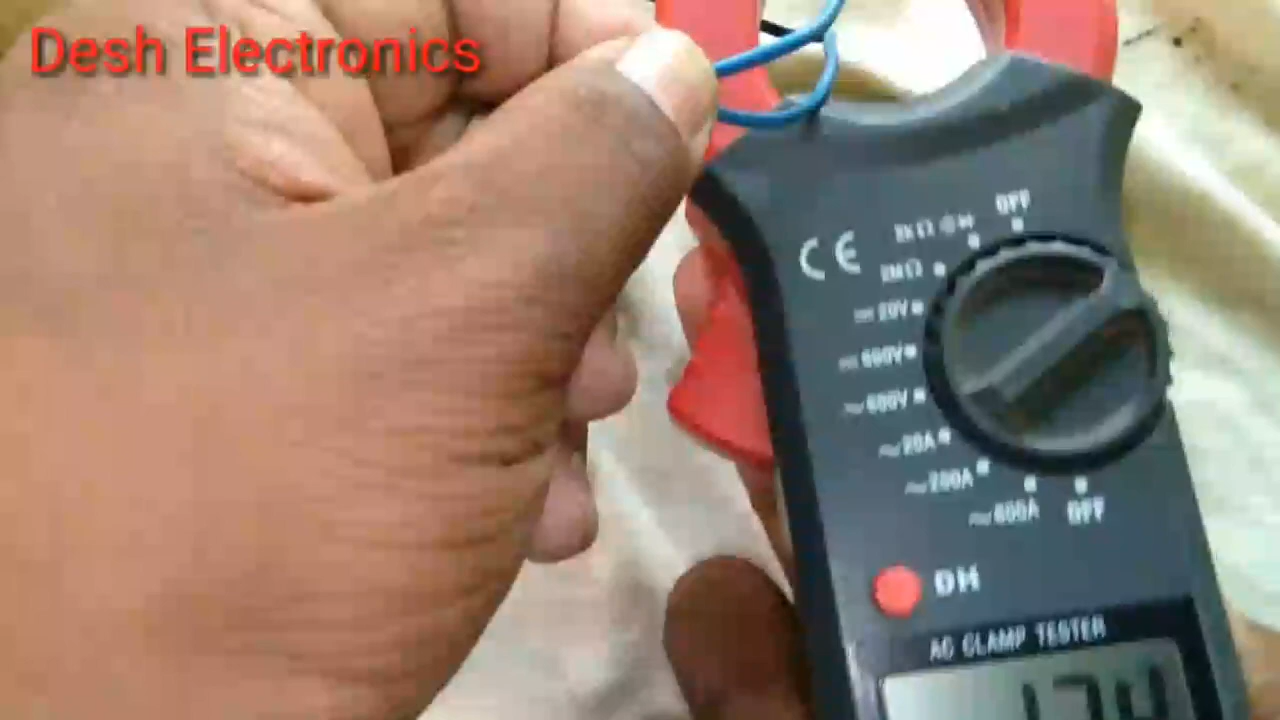 Desh Electronics
OFF
2MΩ
20V
600V
~600V
~20A
~200A
~600A
OFF
CE
DH
AC CLAMP TESTER